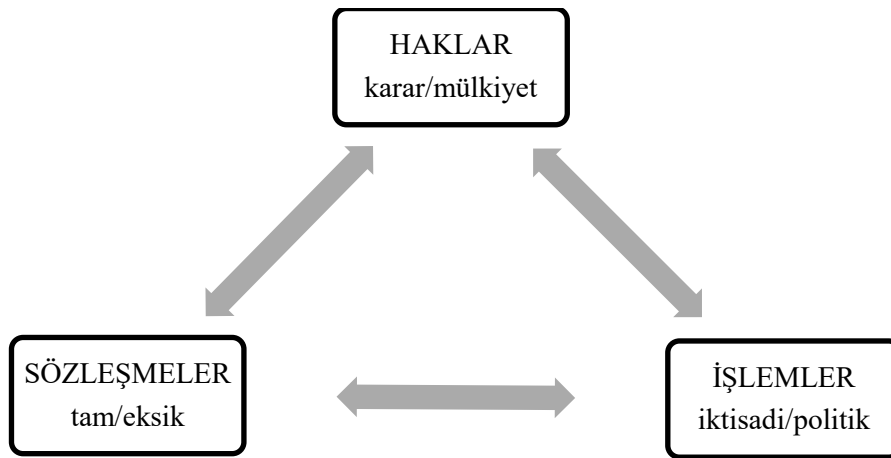 HAKLAR
karar/mülkiyet
SÖZLEŞMELER
tam/eksik
İŞLEMLER
iktisadi/politik